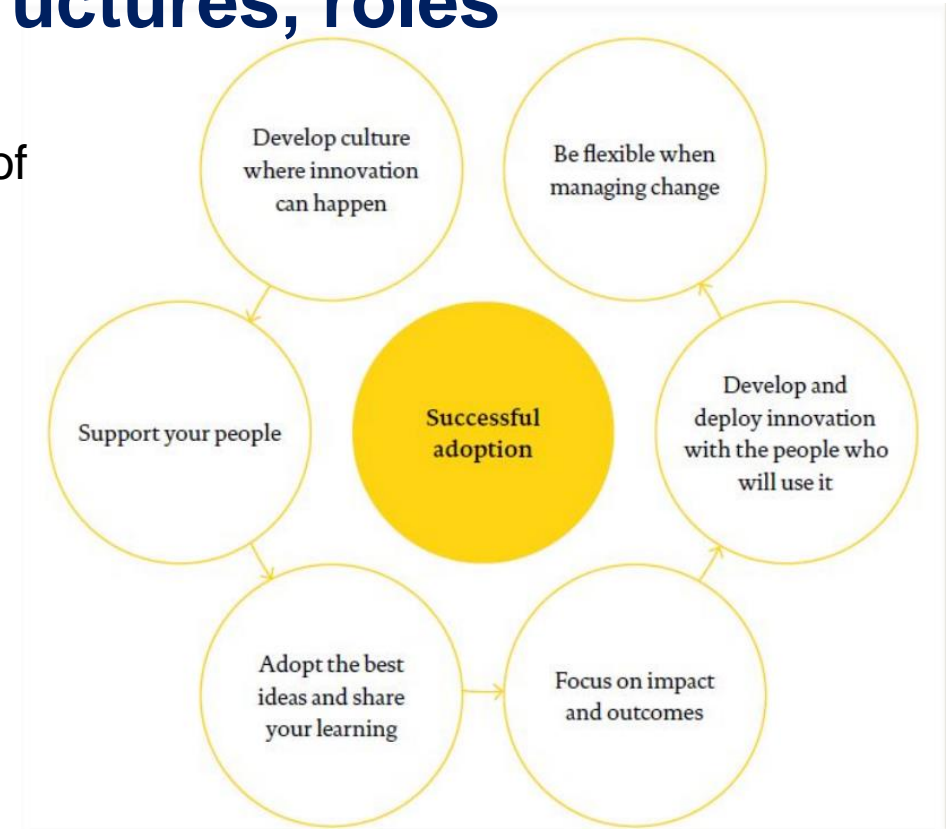 uctures, roles
of
Develop culture
where innovation
can happen
Be flexible when
managing change
Support your people
Successful
adoption
Develop and
deploy innovation
with the people who
will use it
Adopt the best
ideas and share
your learning
Focus on impact
and outcomes